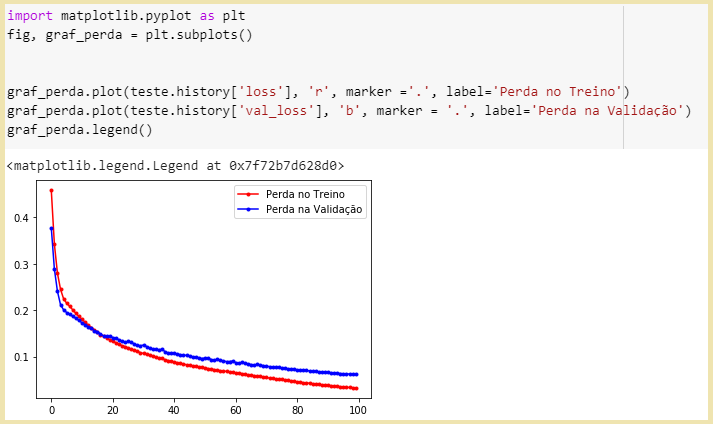 import matplotlib.pyplot as plt
fig, graf_perda = plt.subplots()
graf_perda.plot(teste.history['loss'], 'r', marker ='.', label='Perda no Treino')
graf_perda.plot(teste.history['val_loss'], 'b', marker = '.', label='Perda na Validação')
graf_perda.legend()
<matplotlib.legend.Legend at 0x7f72b7d628d0>
Perda no Treino
Perda na Validação
0.4
0.3
0.2
0.1
0 20 40 60 80 100